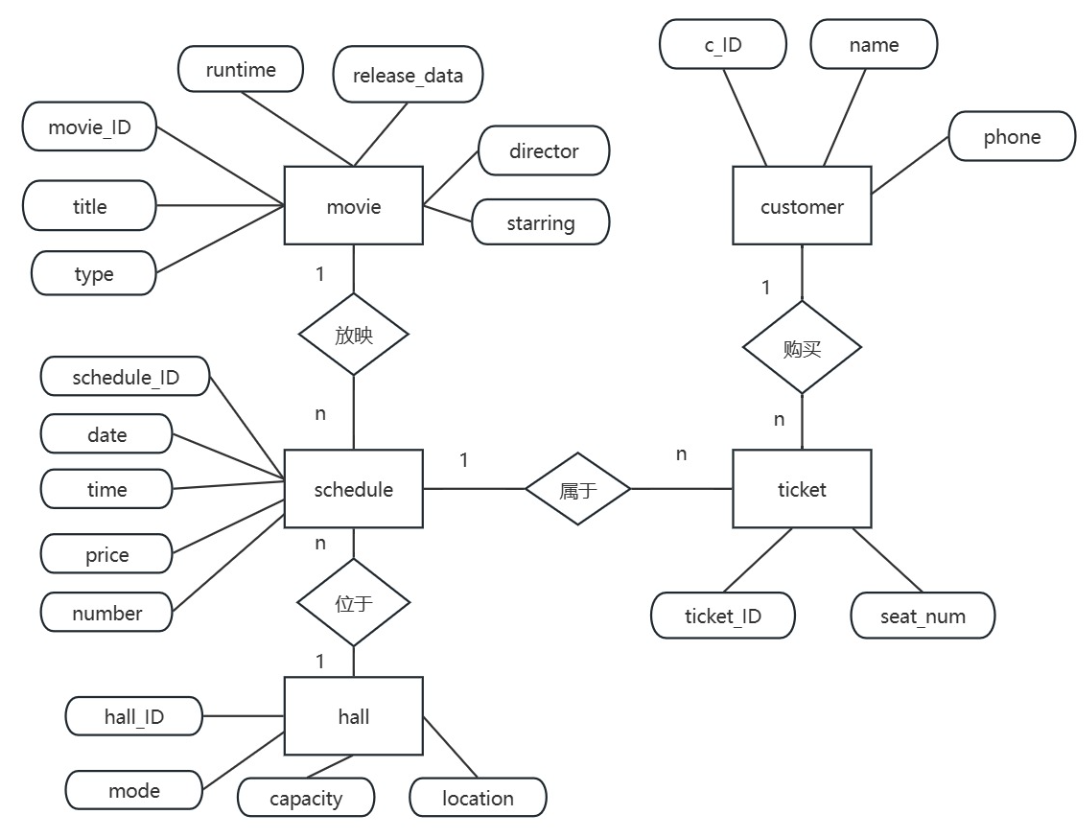 c_ID
name
runtime
release_data
movie_ID
director
phone
title
movie
starring
customer
type
1
1
放映
购买
schedule_ID
n
n
date
time
schedule
1
属于
n
ticket
price
n
number
位于
ticket_ID
seat_num
1
hall_ID
hall
mode
capacity
location